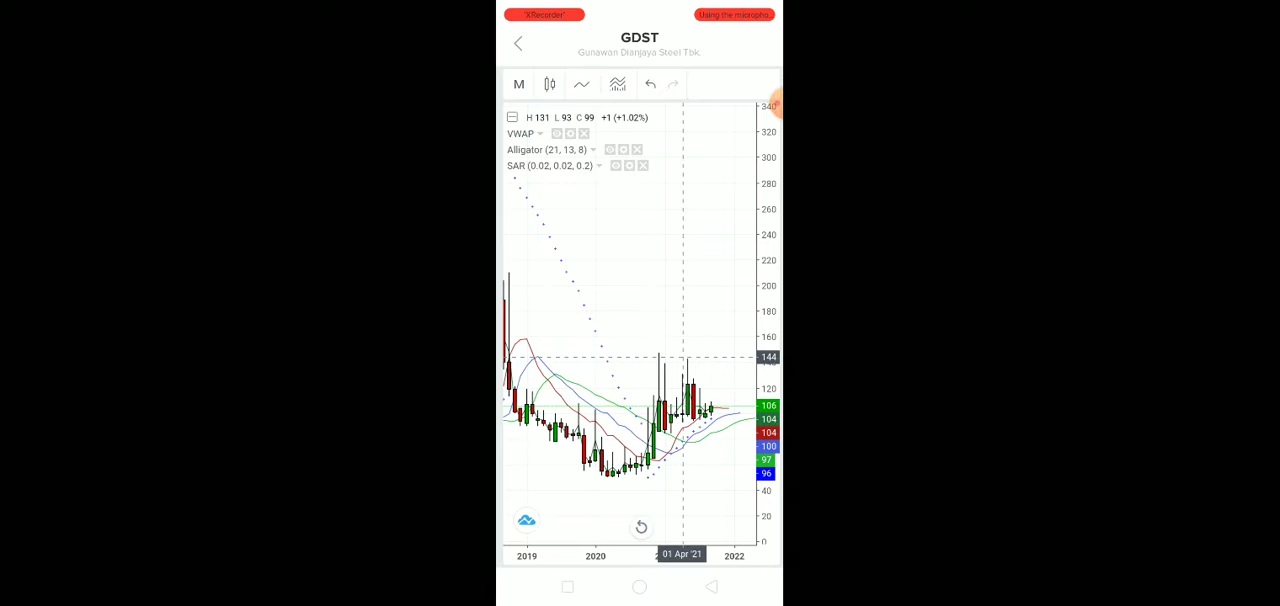 "XRecorder"
Using the micropho..
GDST
Gunawan Dianjaya Steel Tbk.
M
H 131 L 93 C 99 +1 (+1.02%)
VWAP
Alligator (21, 13, 8)
SAR (0.02, 0.02, 0.2)
340
320
300
280
260
240
220
200
180
160
144
120
106
104
104
100
97
96
40
20
0
2019
2020
01 Apr '21
2022